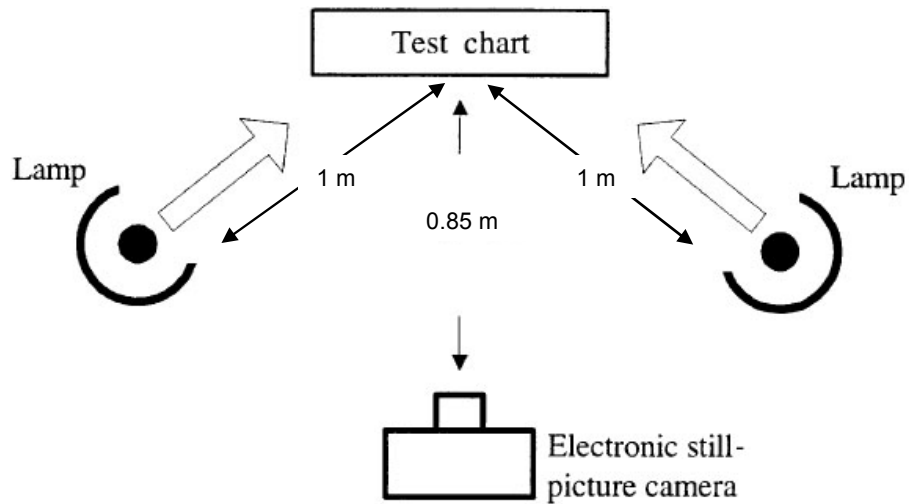 Test chart
Lamp
1 m
1 m
Lamp
0.85 m
Electronic still-
picture camera